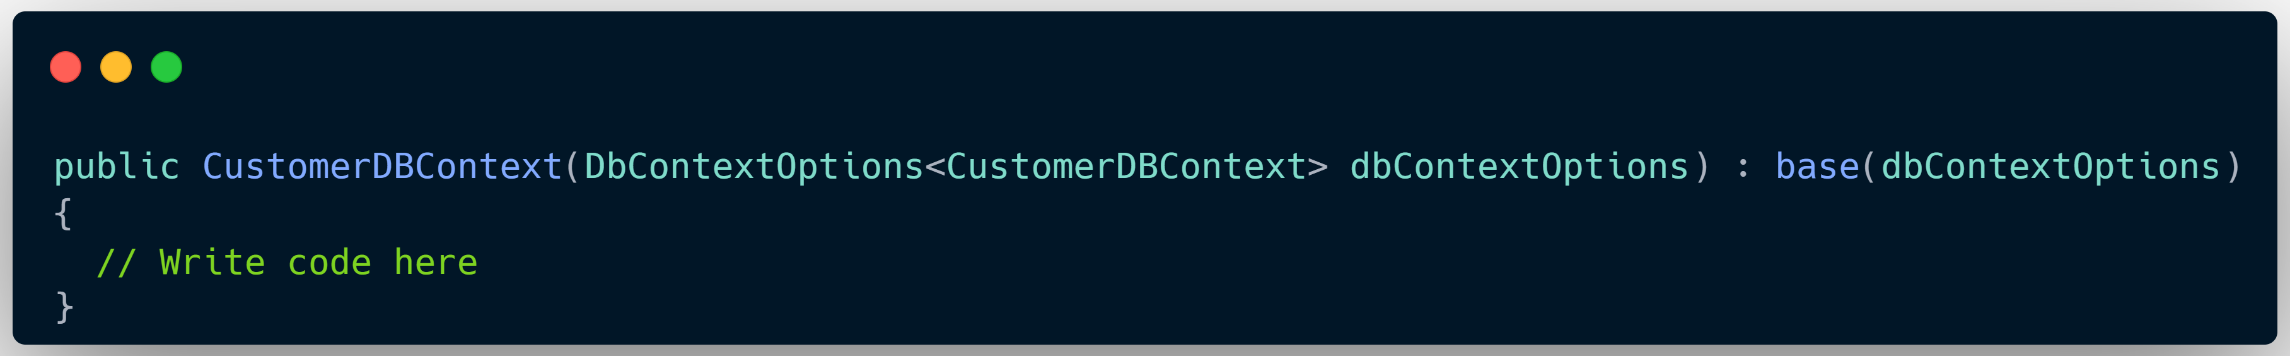 public CustomerDBContext(DbContextOptions<CustomerDBContext> dbContextOptions) : base(dbContextOptions)
{
  // Write code here
}